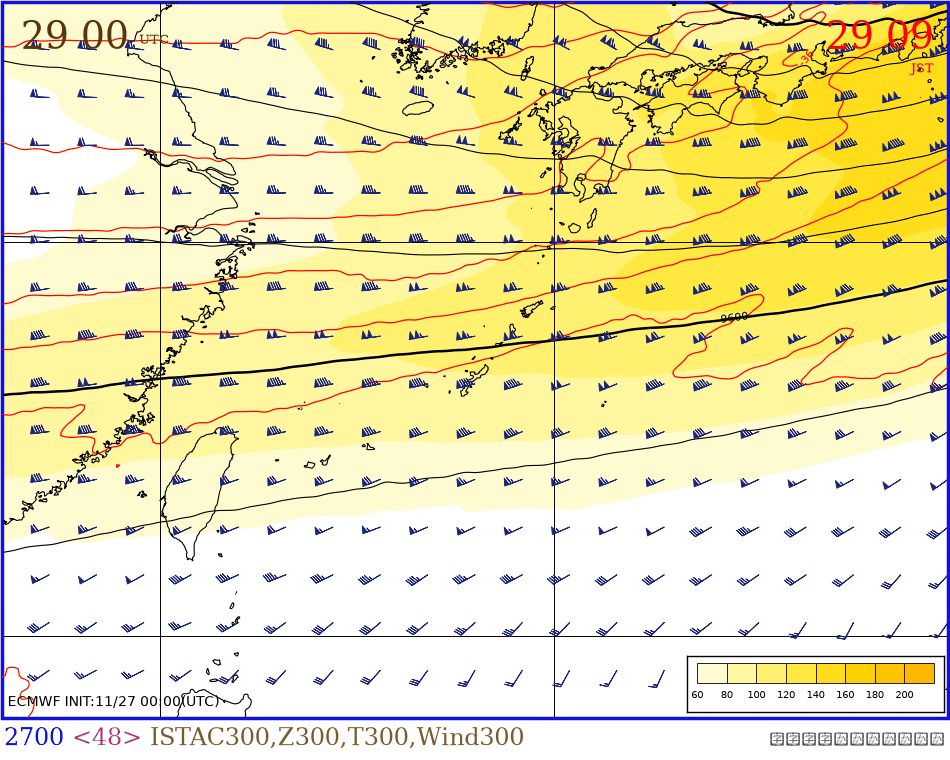 29 00 UTC
29 09
JST
-36
9600
60 80 100 120 140 160 180 200
ECMWF INIT:11/27 00:00(UTC)
2700 <48> ISTAC300,Z300,T300,Wind300